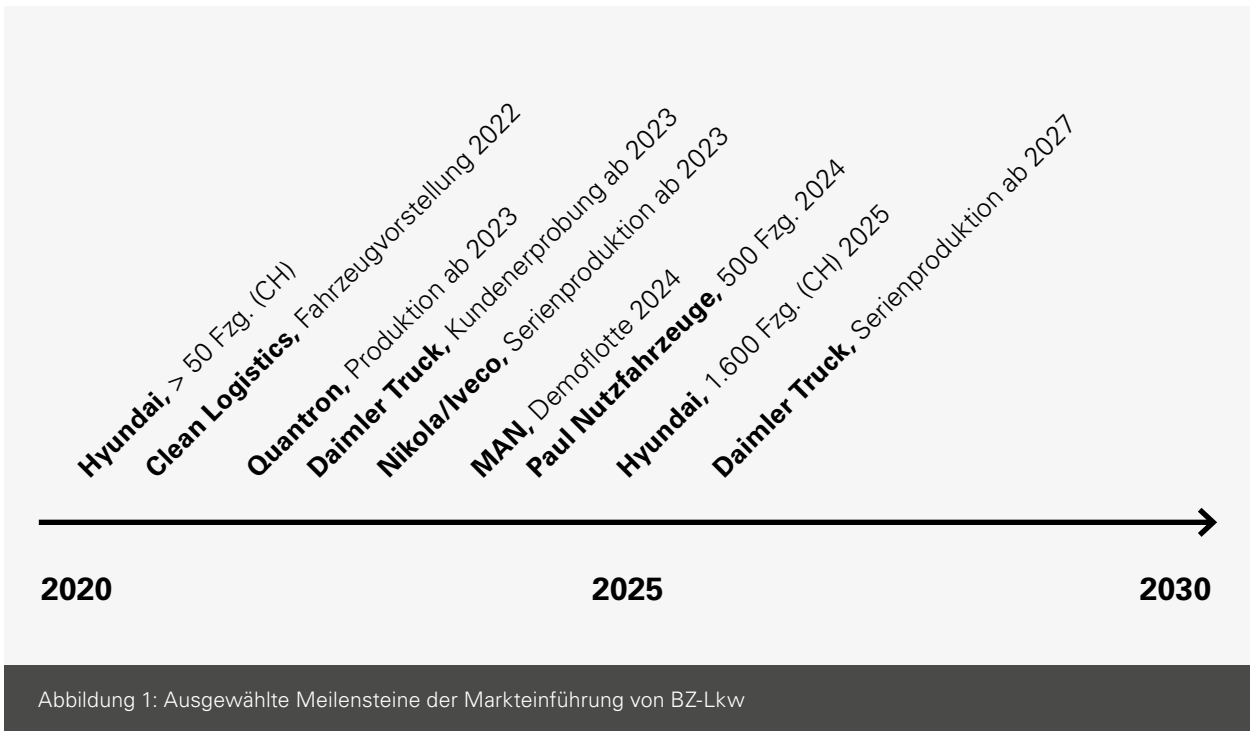 Hyundai, > 50 Fzg. (CH)
Clean Logistics, Fahrzeugvorstellung 2022
Quantron, Produktion ab 2023
Daimler Truck, Kundenerprobung ab 2023
Nikola/Iveco, Serienproduktion ab 2023
MAN, Demoflotte 2024
Paul Nutzfahrzeuge, 500 Fzg. 2024
Hyundai, 1.600 Fzg. (CH) 2025
Daimler Truck, Serienproduktion ab 2027
2020
2025
2030
Abbildung 1: Ausgewählte Meilensteine der Markteinführung von BZ-Lkw